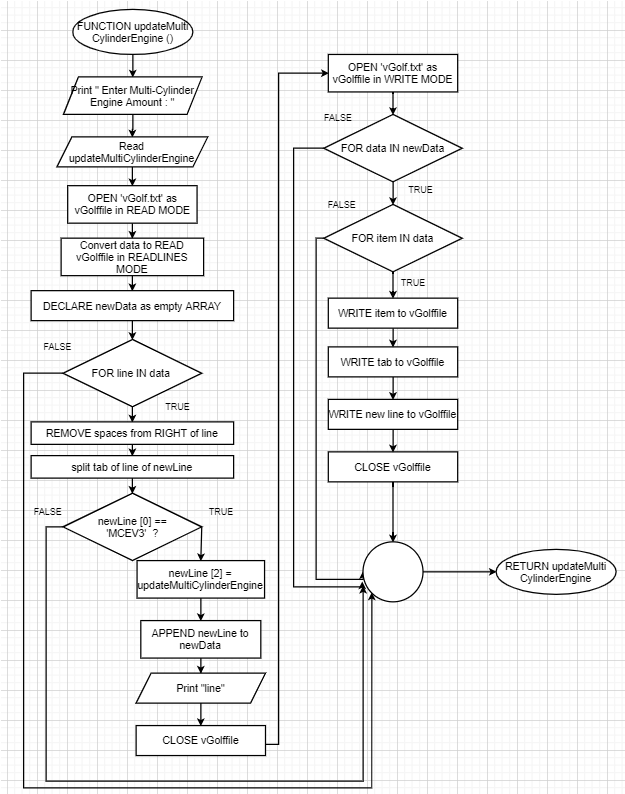 FUNCTION updateMulti
CylinderEngine ()
Print " Enter Multi-Cylinder
Engine Amount : "
Read
updateMultiCylinderEngine
OPEN 'vGolf.txt' as
vGolffile in READ MODE
Convert data to READ
vGolffile in READLINES
MODE
DECLARE newData as empty ARRAY
FALSE
FOR line IN data
TRUE
REMOVE spaces from RIGHT of line
split tab of line of newLine
FALSE
TRUE
newLine [0] ==
'MCEV3' ?
newLine [2] =
updateMultiCylinderEngine
APPEND newLine to
newData
Print "line"
CLOSE vGolffile
OPEN 'vGolf.txt' as
vGolffile in WRITE MODE
FALSE
FOR data IN newData
TRUE
FALSE
FOR item IN data
TRUE
WRITE item to vGolffile
WRITE tab to vGolffile
WRITE new line to vGolffile
CLOSE vGolffile
RETURN updateMulti
CylinderEngine